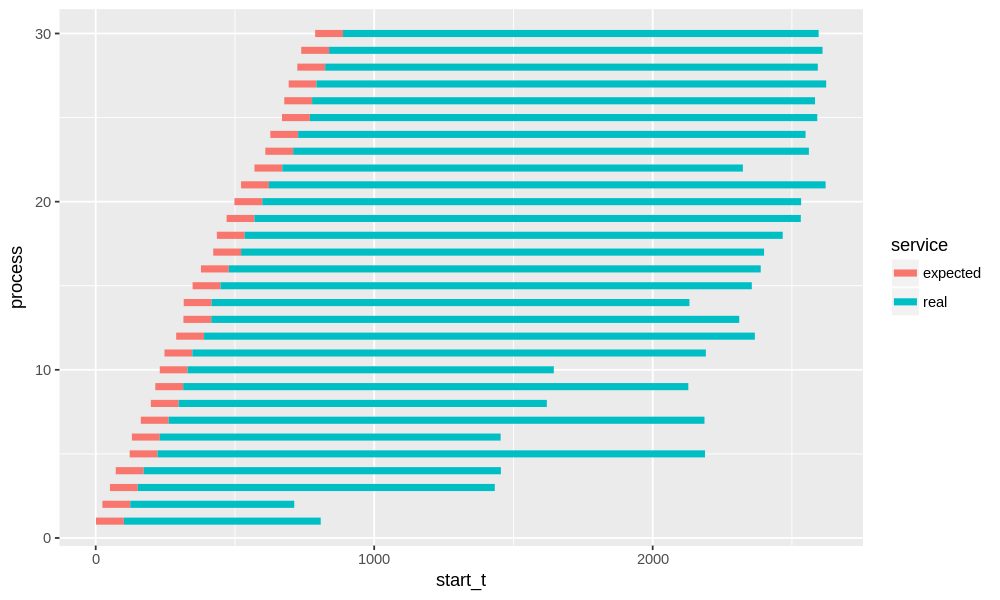 30
20
10
0
process
0 1000 2000
start_t
service
expected
real